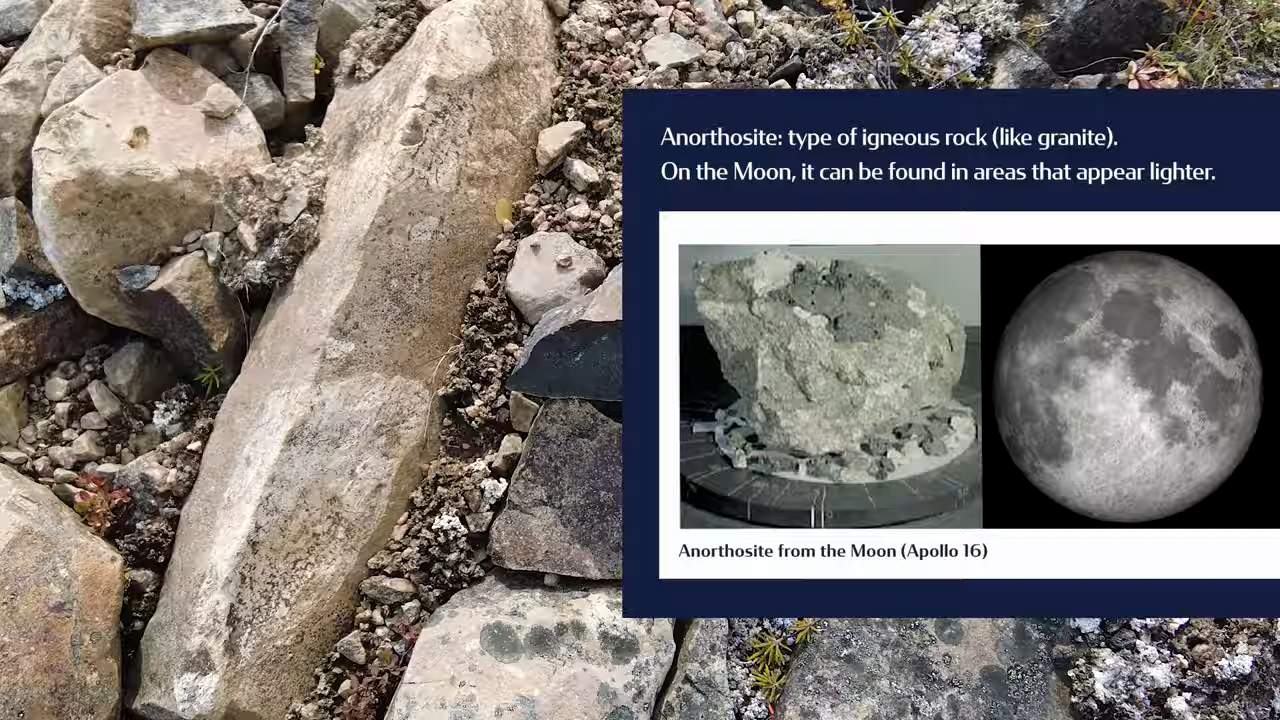 Anorthosite: type of igneous rock (like granite).
On the Moon, it can be found in areas that appear lighter.
Anorthosite from the Moon (Apollo 16)